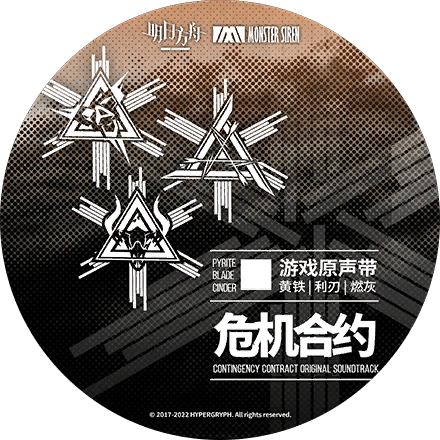 明日方舟 MONSTER SIREN
PYRITE
BLADE
CINDER
游戏原声带
黄铁 | 利刃 | 燃灰
危机合约
CONTINGENCY CONTRACT ORIGINAL SOUNDTRACK
© 2017-2022 HYPERGRYPH. All rights reserved.